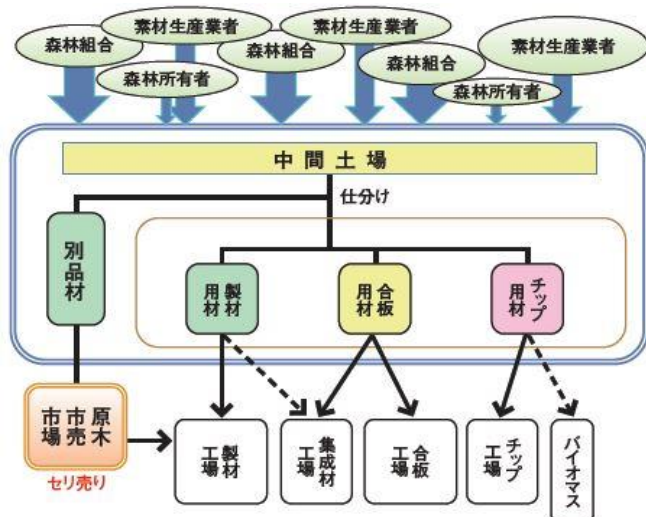 森林組合
素材生産業者
森林組合
素材生産業者
森林組合
素材生産業者
森林所有者
森林所有者
中間土場
仕分け
別品材
製材
用材
合板
用材
チップ
用材
原木
市売
市場
セリ売り
製材
工場
集成材
工場
合板
工場
チップ
工場
バイオマス